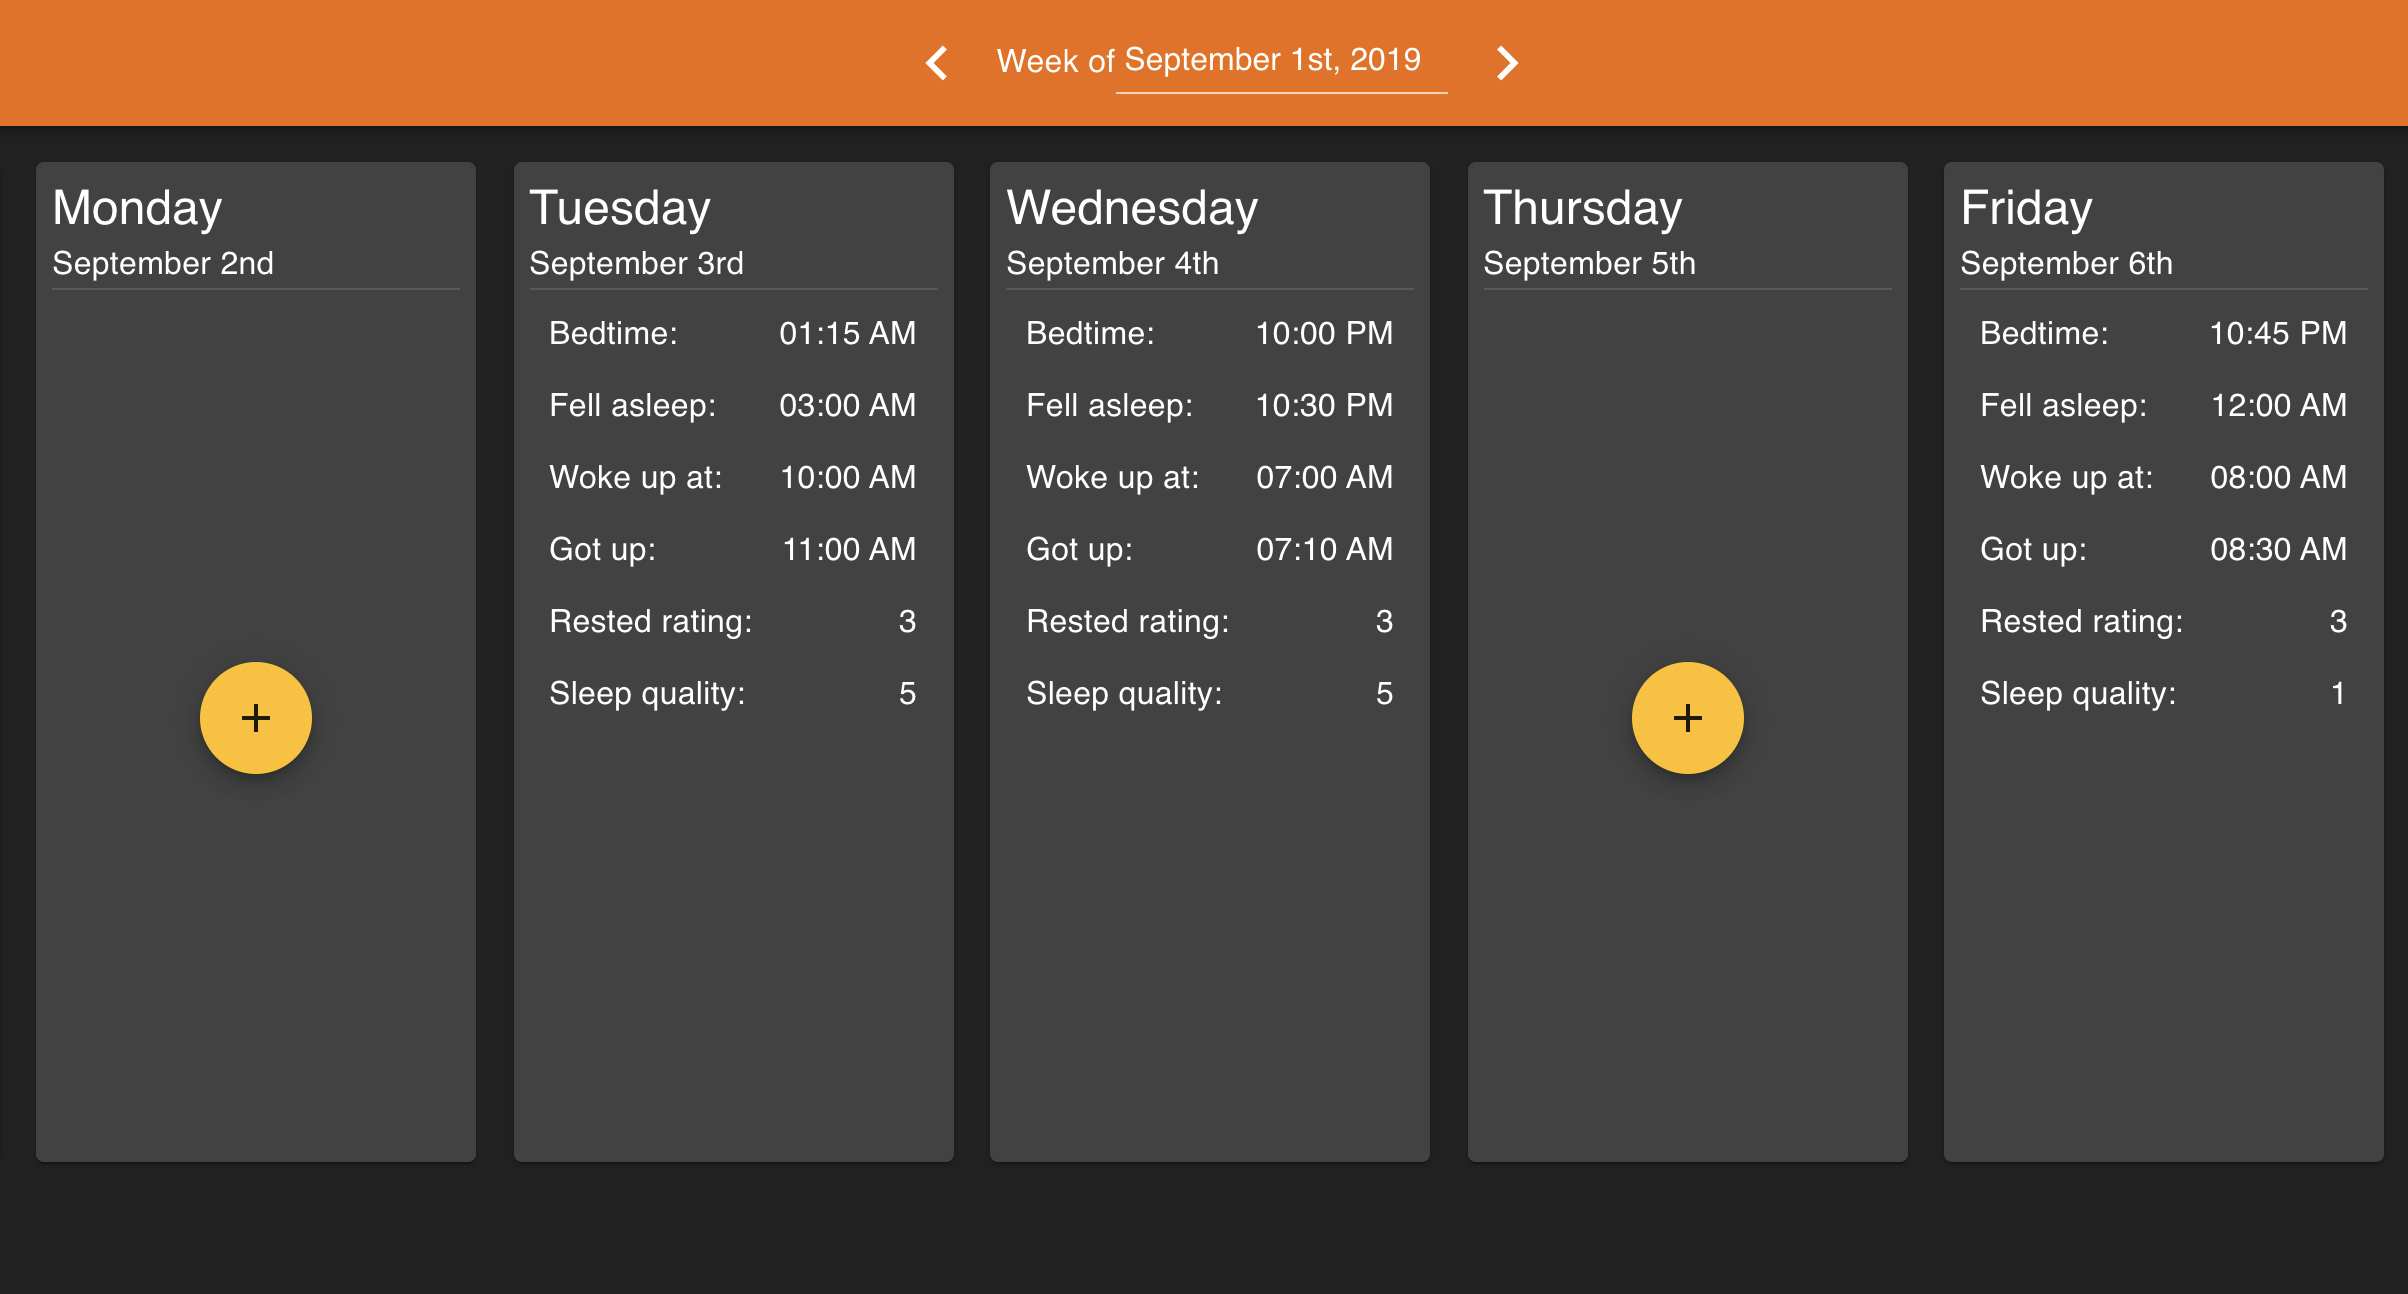 Week of September 1st, 2019
Monday
September 2nd
+
Tuesday
September 3rd
Bedtime: 01:15 AM
Fell asleep: 03:00 AM
Woke up at: 10:00 AM
Got up: 11:00 AM
Rested rating: 3
Sleep quality: 5
Wednesday
September 4th
Bedtime: 10:00 PM
Fell asleep: 10:30 PM
Woke up at: 07:00 AM
Got up: 07:10 AM
Rested rating: 3
Sleep quality: 5
Thursday
September 5th
+
Friday
September 6th
Bedtime: 10:45 PM
Fell asleep: 12:00 AM
Woke up at: 08:00 AM
Got up: 08:30 AM
Rested rating: 3
Sleep quality: 1